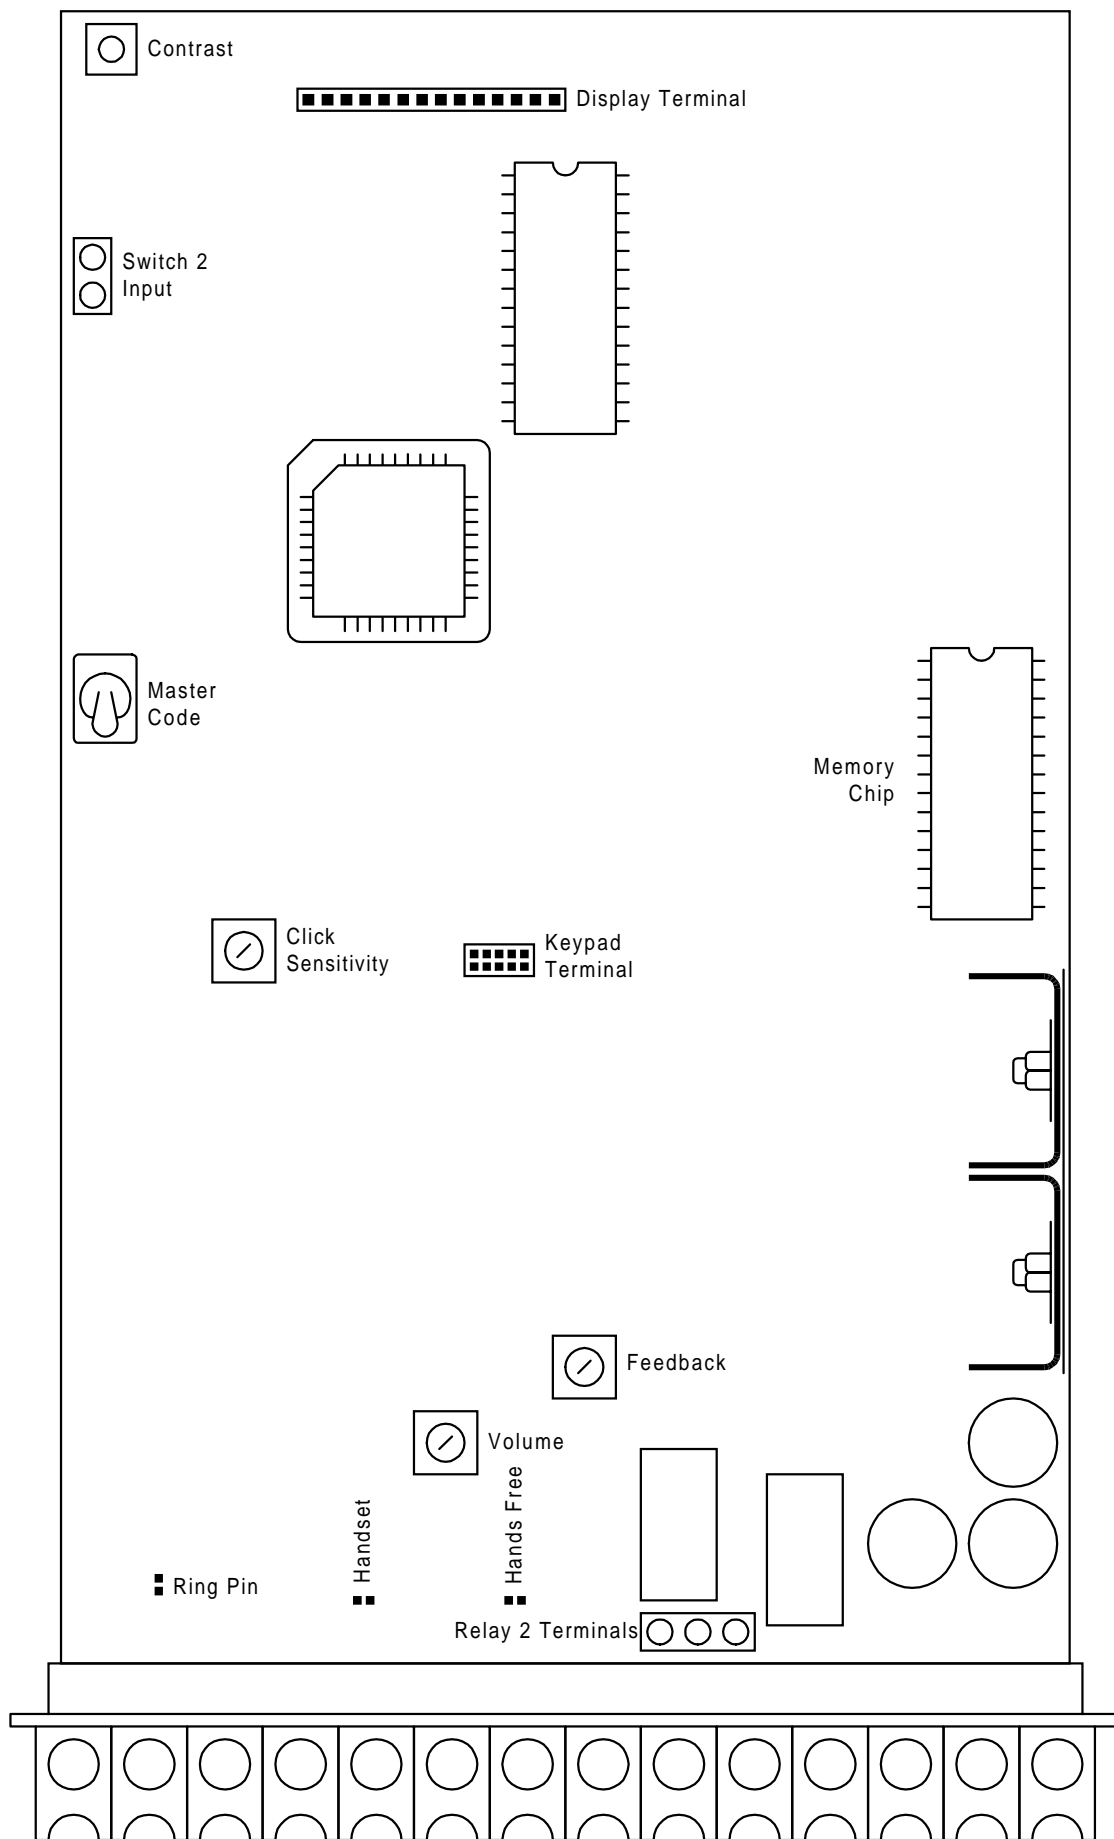 Contrast
Display Terminal
Switch 2
Input
Master
Code
Memory
Chip
Click
Sensitivity
Keypad
Terminal
Feedback
Volume
Handset
Hands Free
Ring Pin
Relay 2 Terminals